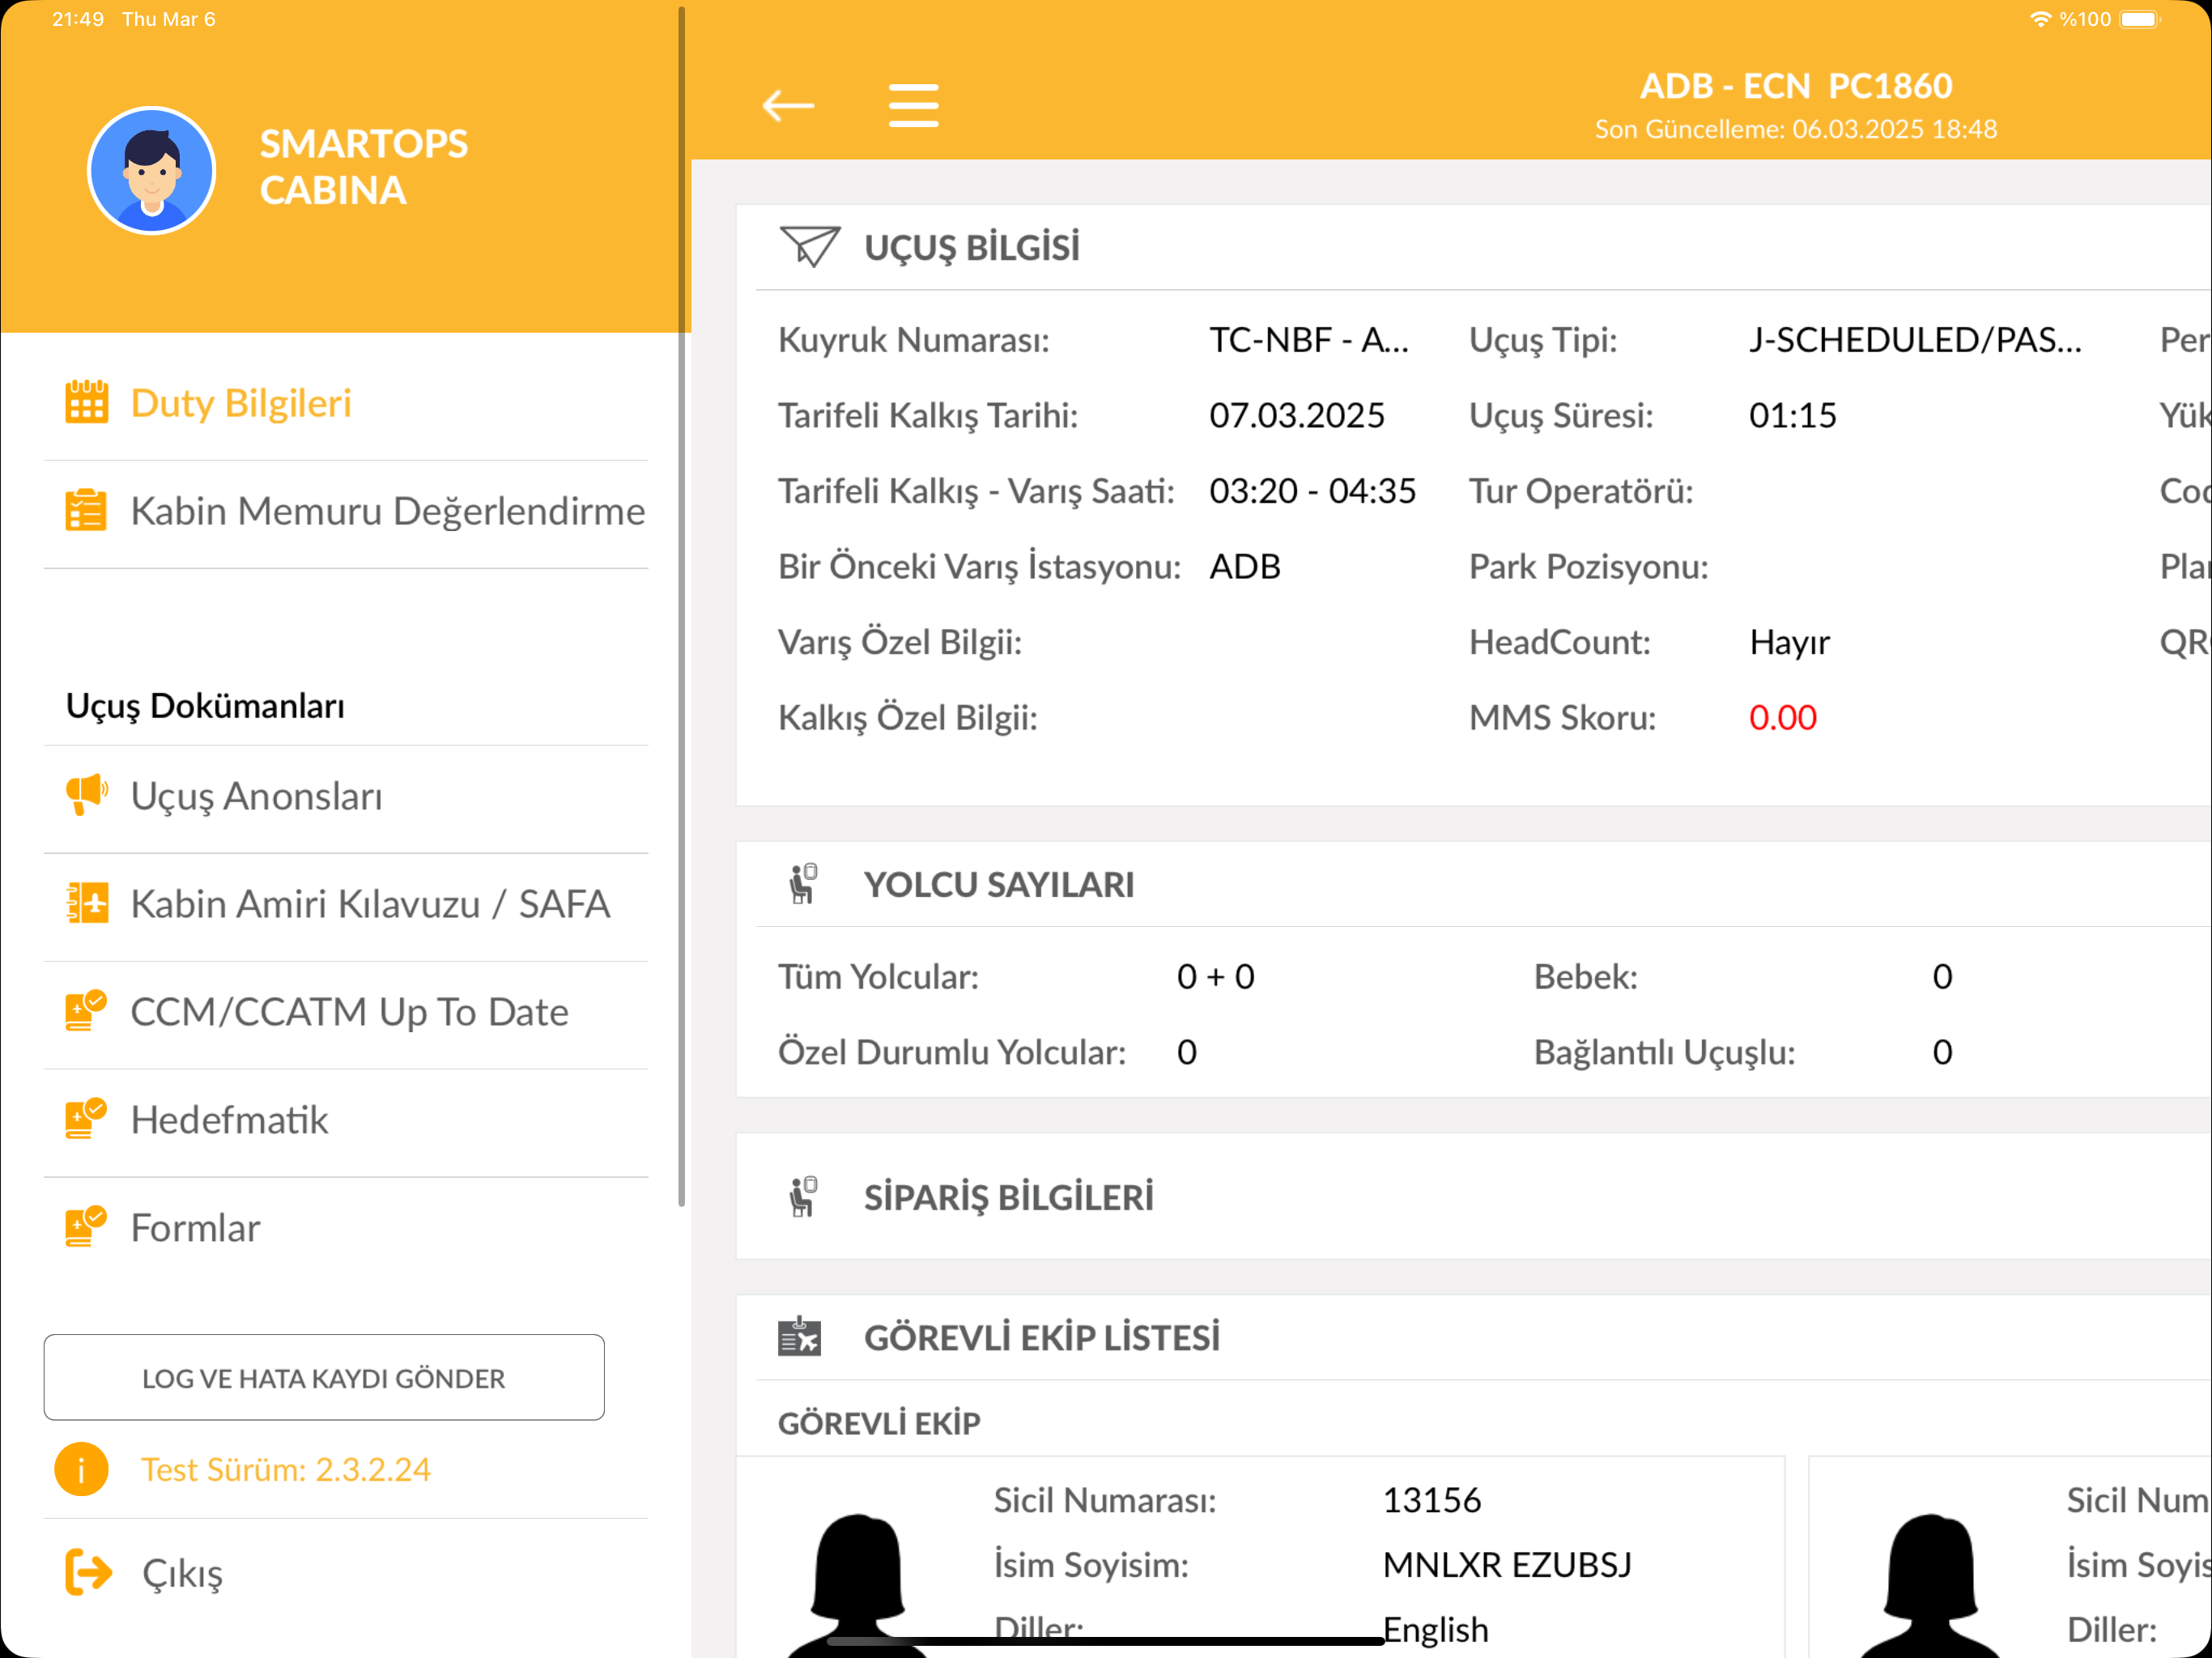 21:49 Thu Mar 6
%100
SMARTOPS
CABINA
Duty Bilgileri
Kabin Memuru Değerlendirme
Uçuş Dokümanları
Uçuş Anonsları
Kabin Amiri Kılavuzu / SAFA
CCM/CCATM Up To Date
Hedefmatik
Formlar
LOG VE HATA KAYDI GÖNDER
Test Sürüm: 2.3.2.24
Çıkış
ADB - ECN PC1860
Son Güncelleme: 06.03.2025 18:48
UÇUŞ BİLGİSİ
Kuyruk Numarası: TC-NBF - A... Uçuş Tipi: J-SCHEDULED/PAS... Per
Tarifeli Kalkış Tarihi: 07.03.2025 Uçuş Süresi: 01:15 Yük
Tarifeli Kalkış - Varış Saati: 03:20 - 04:35 Tur Operatörü:
Bir Önceki Varış İstasyonu: ADB Park Pozisyonu: Plan
Varış Özel Bilgii: HeadCount: Hayır QR
Kalkış Özel Bilgii: MMS Skoru: 0.00
YOLCU SAYILARI
Tüm Yolcular: 0 + 0 Bebek: 0
Özel Durumlu Yolcular: 0 Bağlantılı Uçuşlu: 0
SİPARİŞ BİLGİLERİ
GÖREVLİ EKİP LİSTESİ
GÖREVLİ EKİP
Sicil Numarası: 13156 Sicil Num
İsim Soyisim: MNLXR EZUBSJ İsim Soyis
Diller: English Diller: